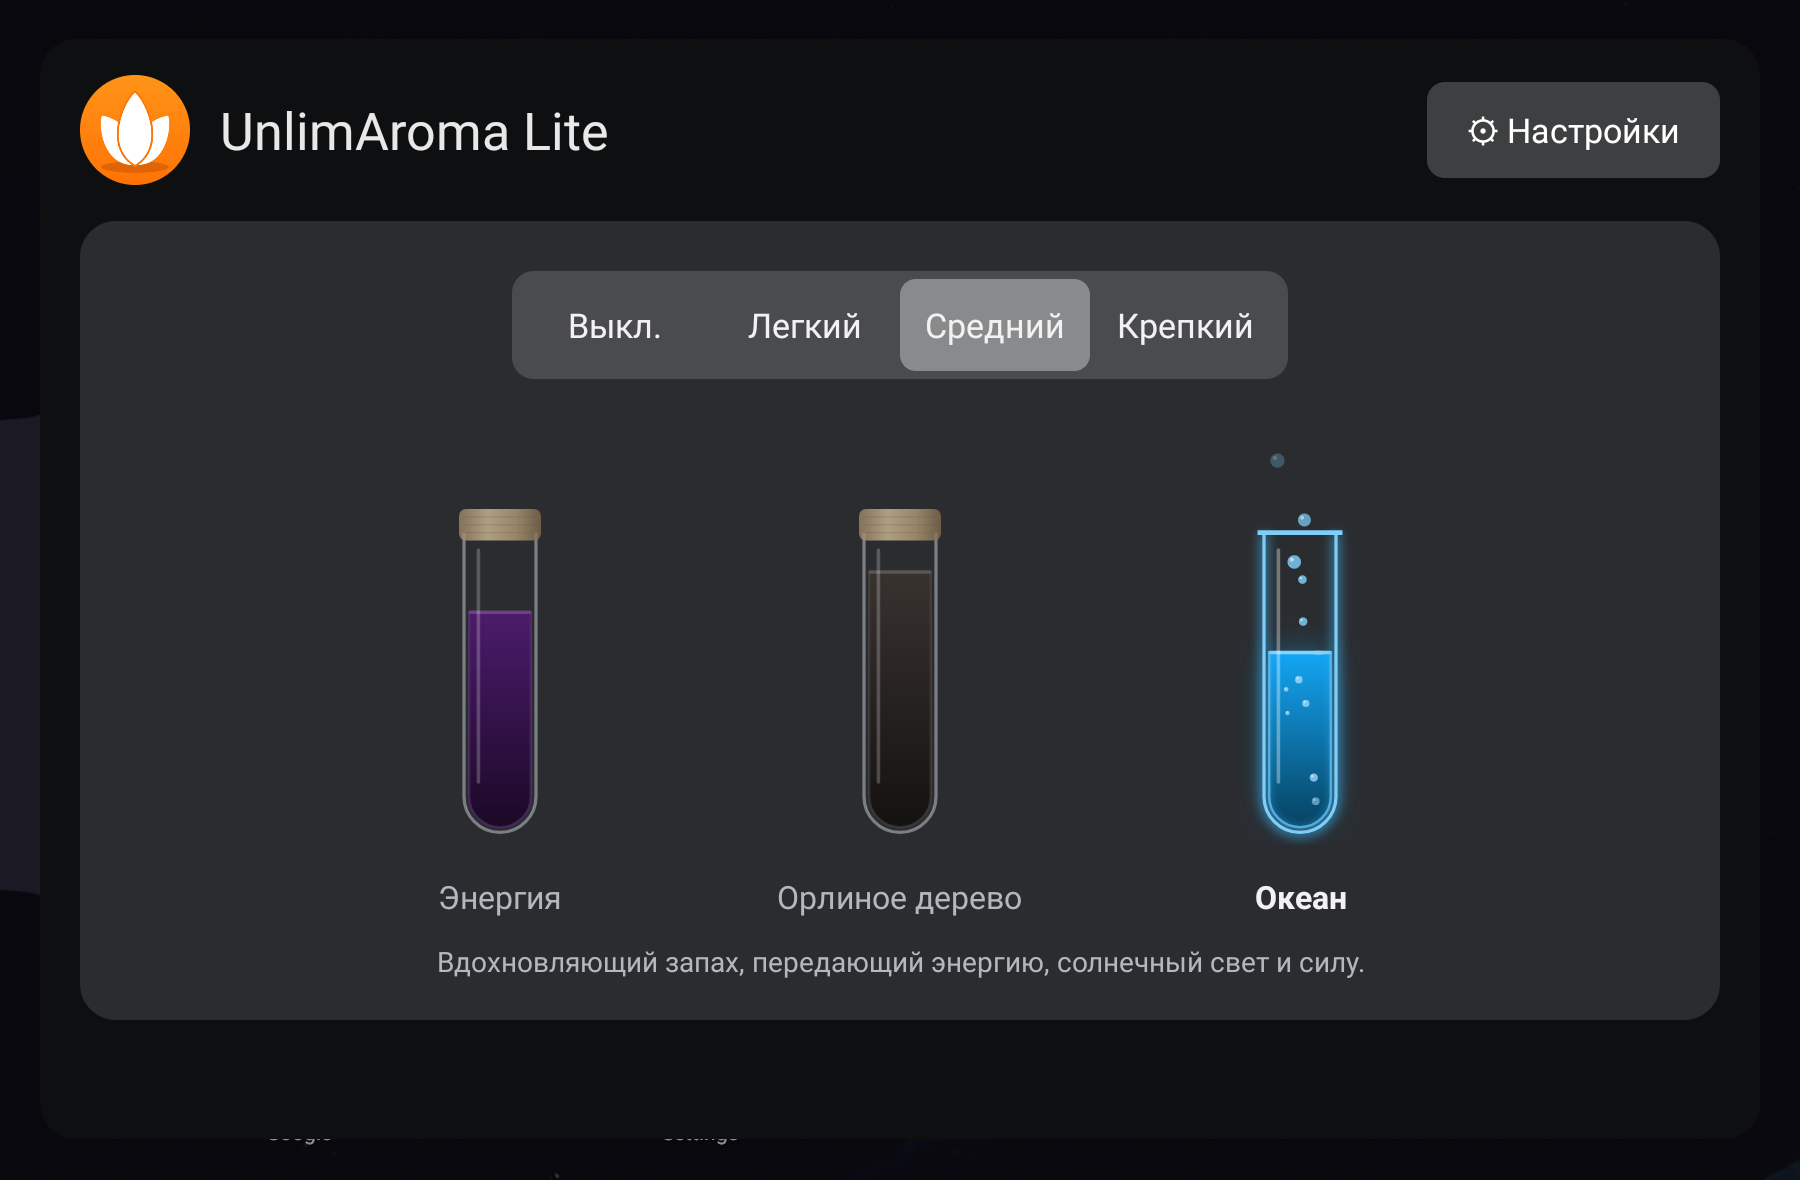 UnlimAroma Lite
Настройки
Выкл. Легкий Средний Крепкий
Энергия Орлиное дерево Океан
Вдохновляющий запах, передающий энергию, солнечный свет и силу.